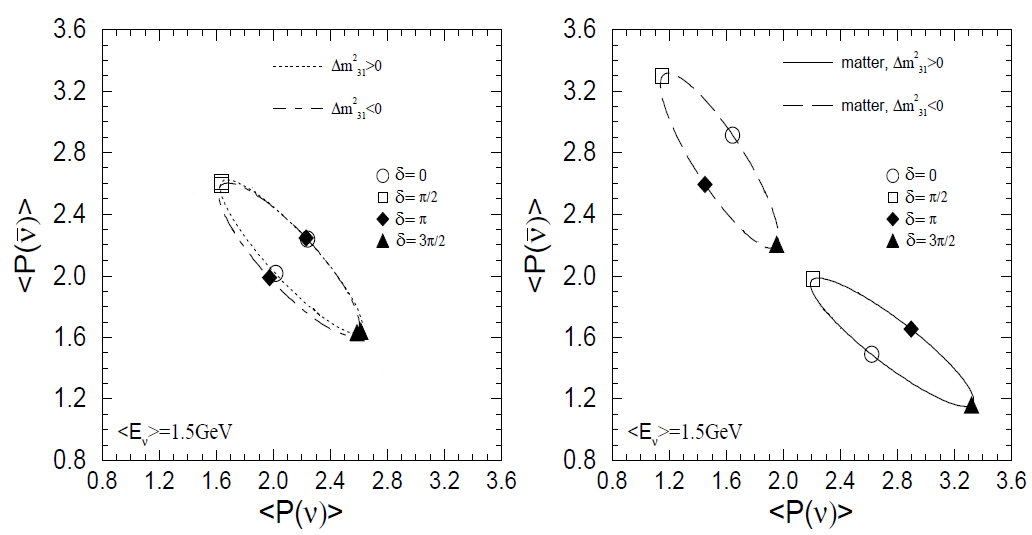 3.6
3.2
2.8
2.4
2.0
1.6
1.2
0.8
<P(ν̄)>
Δm²₃₁>0
Δm²₃₁<0
δ= 0
δ= π/2
δ= π
δ= 3π/2
<Eν>=1.5GeV
0.8 1.2 1.6 2.0 2.4 2.8 3.2 3.6
<P(ν)>
3.6
3.2
2.8
2.4
2.0
1.6
1.2
0.8
<P(ν̄)>
matter, Δm²₃₁>0
matter, Δm²₃₁<0
δ= 0
δ= π/2
δ= π
δ= 3π/2
<Eν>=1.5GeV
0.8 1.2 1.6 2.0 2.4 2.8 3.2 3.6
<P(ν)>